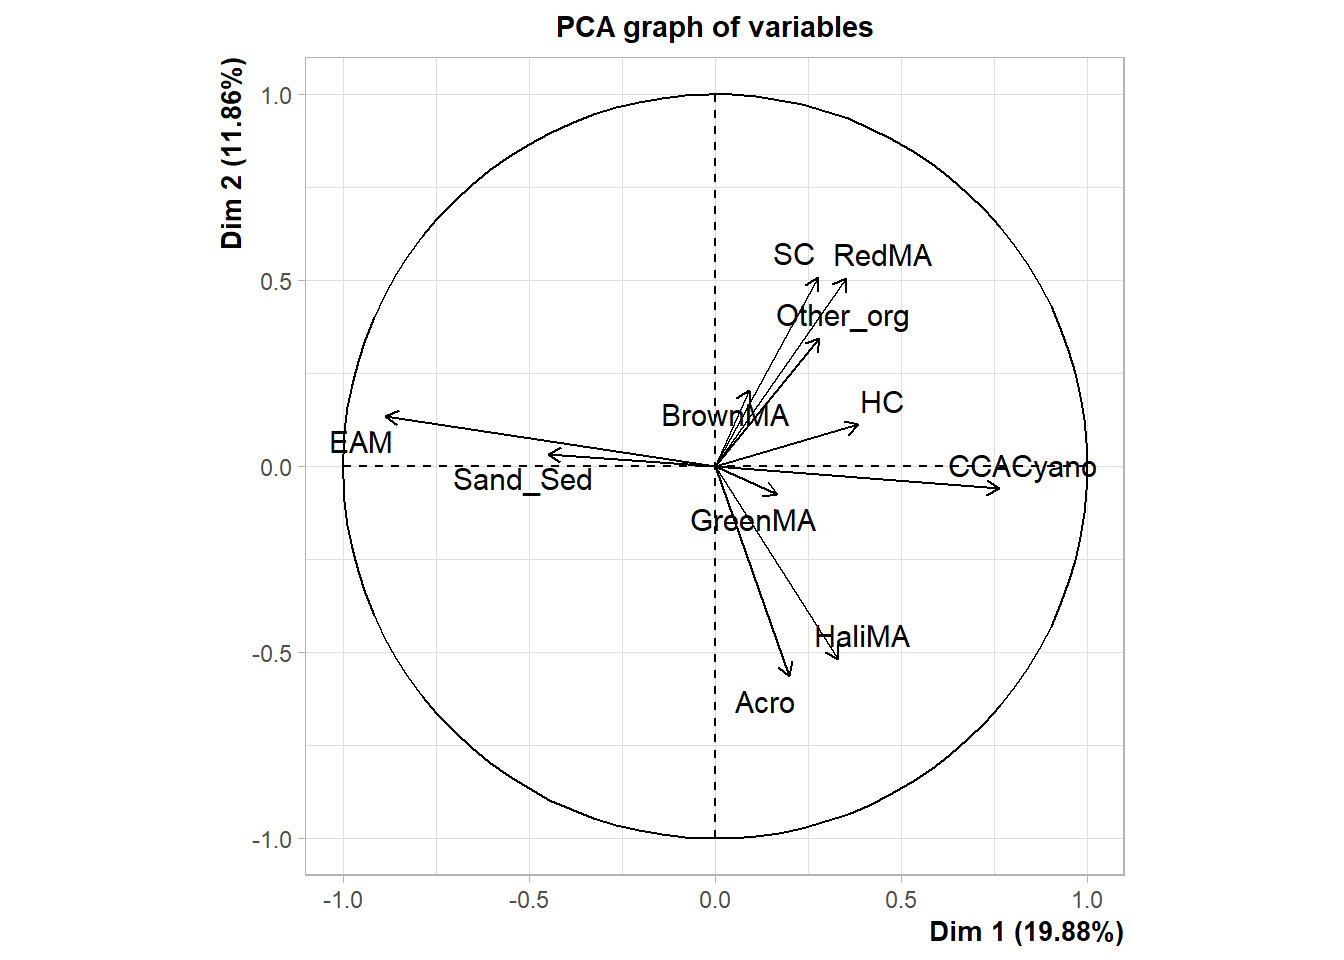 PCA graph of variables
Dim 2 (11.86%)
1.0
0.5
0.0
-0.5
-1.0
SC
RedMA
Other_org
HC
BrownMA
EAM
Sand_Sed
CCACyano
GreenMA
HaliMA
Acro
-1.0
-0.5
0.0
0.5
1.0
Dim 1 (19.88%)